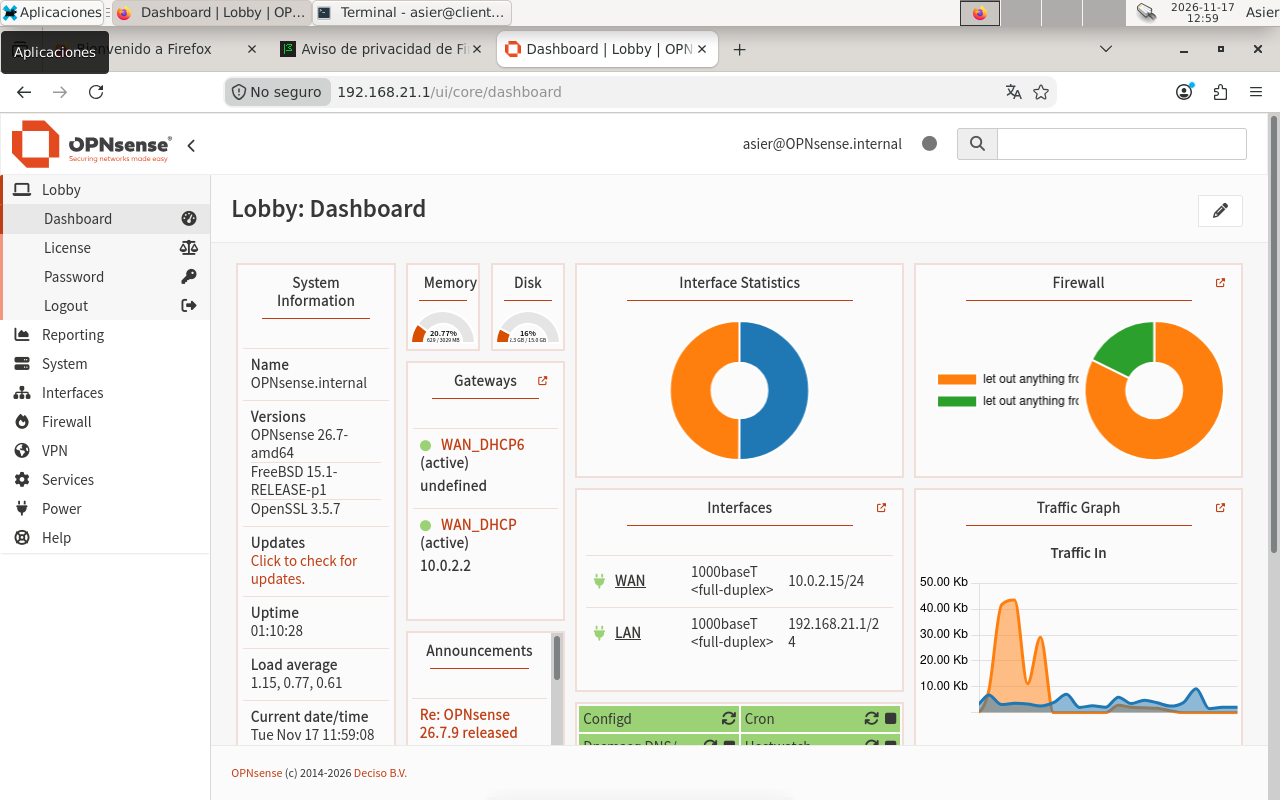 Aplicaciones
Dashboard | Lobby | OP...
Terminal - asier@client...
2026-11-17
12:59
Asier
Aplicaciones
envenido a Firefox
Aviso de privacidad de Fi
Dashboard | Lobby | OPN
No seguro
192.168.21.1/ui/core/dashboard
OPNsense®
Securing networks made easy
asier@OPNsense.internal
Lobby
Dashboard
License
Password
Logout
Reporting
System
Interfaces
Firewall
VPN
Services
Power
Help
Lobby: Dashboard
System
Information
Name
OPNsense.internal
Versions
OPNsense 26.7-
amd64
FreeBSD 15.1-
RELEASE-p1
OpenSSL 3.5.7
Updates
Click to check for
updates.
Uptime
01:10:28
Load average
1.15, 0.77, 0.61
Current date/time
Tue Nov 17 11:59:08
Memory
20.77%
629 / 3029 MB
Disk
16%
Gateways
WAN_DHCP6
(active)
undefined
WAN_DHCP
(active)
10.0.2.2
Announcements
Re: OPNsense
26.7.9 released
Interface Statistics
Interfaces
WAN
1000baseT
<full-duplex>
10.0.2.15/24
LAN
1000baseT
<full-duplex>
192.168.21.1/2
4
Configd
Cron
Dnsmasq DNS/
Hostwatch
Firewall
let out anything fro
let out anything fro
Traffic Graph
Traffic In
50.00 Kb
40.00 Kb
30.00 Kb
20.00 Kb
10.00 Kb
OPNsense (c) 2014-2026 Deciso B.V.